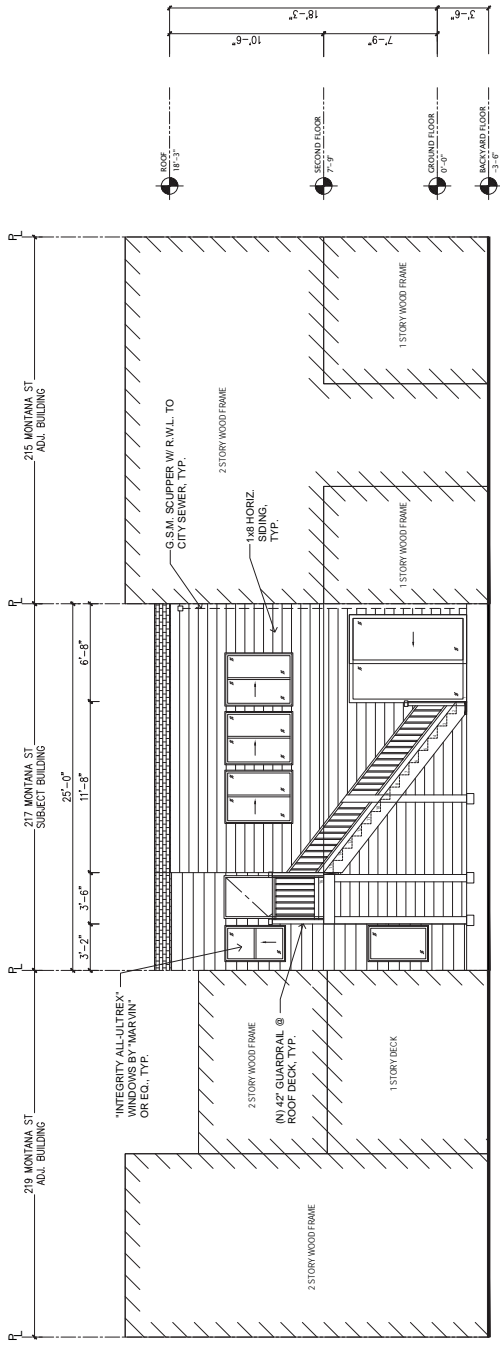 P L
219 MONTANA ST
ADJ. BUILDING
P L
217 MONTANA ST
SUBJECT BUILDING
P L
215 MONTANA ST
ADJ. BUILDING
P L
25'-0"
3'-2"
3'-6"
11'-8"
6'-8"
"INTEGRITY ALL-ULTREX"
WINDOWS BY "MARVIN"
OR EQ., TYP.
G.S.M. SCUPPER W/ R.W.L. TO
CITY SEWER, TYP.
2 STORY WOOD FRAME
2 STORY WOOD FRAME
(N) 42" GUARDRAIL @
ROOF DECK, TYP.
1 STORY DECK
1x8 HORIZ.
SIDING,
TYP.
2 STORY WOOD FRAME
1 STORY WOOD FRAME
1 STORY WOOD FRAME
ROOF
18'-3"
SECOND FLOOR
7'-9"
GROUND FLOOR
0'-0"
BACKYARD FLOOR
-3'-6"
10'-6"
7'-9"
18'-3"
3'-6"